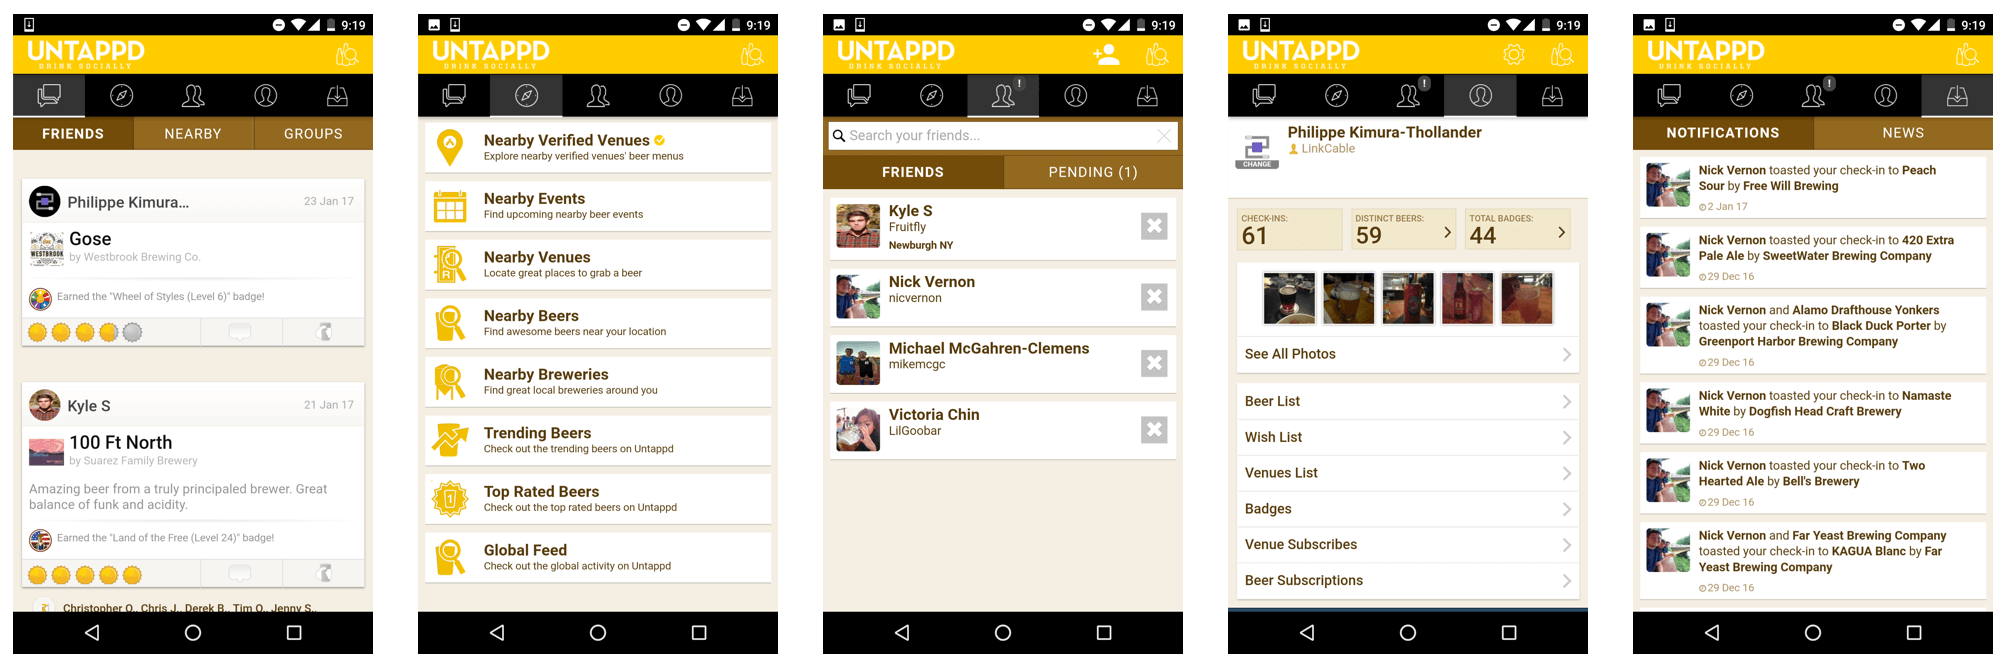 9:19
UNTAPPD
DRINK SOCIALLY
FRIENDS NEARBY GROUPS
Philippe Kimura... 23 Jan 17
Gose
by Westbrook Brewing Co.
WESTBROOK
Earned the "Wheel of Styles (Level 6)" badge!
Kyle S 21 Jan 17
100 Ft North
by Suarez Family Brewery
Amazing beer from a truly principaled brewer. Great
balance of funk and acidity.
Earned the "Land of the Free (Level 24)" badge!
Christopher O., Chris J., Derek B., Tim O., Jenny S.,
9:19
UNTAPPD
DRINK SOCIALLY
Nearby Verified Venues
Explore nearby verified venues' beer menus
Nearby Events
Find upcoming nearby beer events
Nearby Venues
Locate great places to grab a beer
Nearby Beers
Find awesome beers near your location
Nearby Breweries
Find great local breweries around you
Trending Beers
Check out the trending beers on Untappd
1
Top Rated Beers
Check out the top rated beers on Untappd
Global Feed
Check out the global activity on Untappd
9:19
UNTAPPD
DRINK SOCIALLY
!
Search your friends...
FRIENDS PENDING (1)
Kyle S
Fruitfly
Newburgh NY
Nick Vernon
nicvernon
Michael McGahren-Clemens
mikemcgc
Victoria Chin
LilGoobar
9:19
UNTAPPD
DRINK SOCIALLY
!
Philippe Kimura-Thollander
LinkCable
CHANGE
CHECK-INS: DISTINCT BEERS: TOTAL BADGES:
61 59 44
See All Photos
Beer List
Wish List
Venues List
Badges
Venue Subscribes
Beer Subscriptions
9:19
UNTAPPD
DRINK SOCIALLY
!
NOTIFICATIONS NEWS
Nick Vernon toasted your check-in to Peach
Sour by Free Will Brewing
2 Jan 17
Nick Vernon toasted your check-in to 420 Extra
Pale Ale by SweetWater Brewing Company
29 Dec 16
Nick Vernon and Alamo Drafthouse Yonkers
toasted your check-in to Black Duck Porter by
Greenport Harbor Brewing Company
29 Dec 16
Nick Vernon toasted your check-in to Namaste
White by Dogfish Head Craft Brewery
29 Dec 16
Nick Vernon toasted your check-in to Two
Hearted Ale by Bell's Brewery
29 Dec 16
Nick Vernon and Far Yeast Brewing Company
toasted your check-in to KAGUA Blanc by Far
Yeast Brewing Company
29 Dec 16